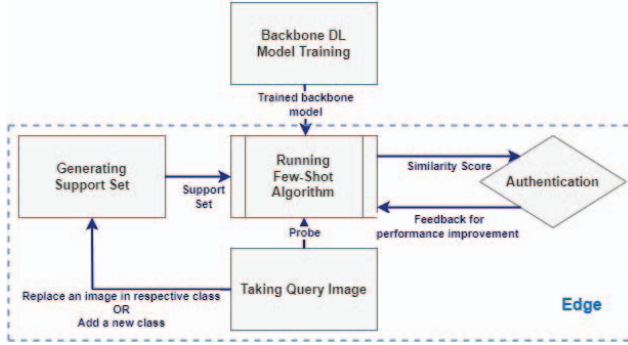 Backbone DL
Model Training
Trained backbone
model
Generating
Support Set
Support
Set
Running
Few-Shot
Algorithm
Similarity Score
Authentication
Feedback for
performance improvement
Probe
Taking Query Image
Replace an image in respective class
OR
Add a new class
Edge